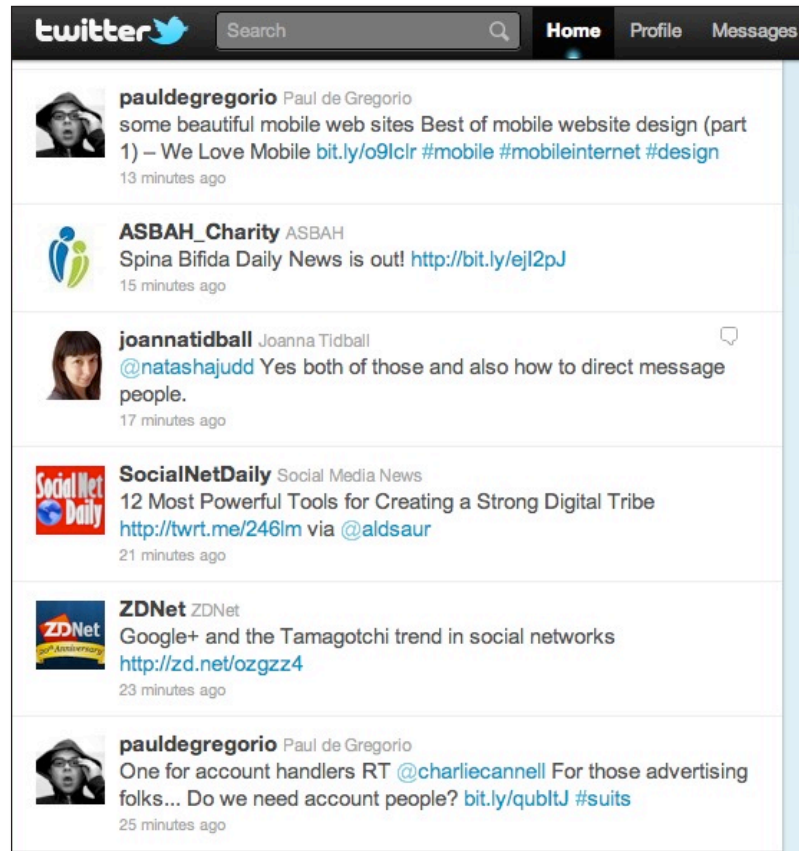 twitter Search Home Profile Messages
pauldegregorio Paul de Gregorio
some beautiful mobile web sites Best of mobile website design (part
1) – We Love Mobile bit.ly/o9Iclr #mobile #mobileinternet #design
13 minutes ago
ASBAH_Charity ASBAH
Spina Bifida Daily News is out! http://bit.ly/ejI2pJ
15 minutes ago
joannatidball Joanna Tidball
@natashajudd Yes both of those and also how to direct message
people.
17 minutes ago
Social Net
Daily
SocialNetDaily Social Media News
12 Most Powerful Tools for Creating a Strong Digital Tribe
http://twrt.me/246lm via @aldsaur
21 minutes ago
ZDNet
20th Anniversary
ZDNet ZDNet
Google+ and the Tamagotchi trend in social networks
http://zd.net/ozgzz4
23 minutes ago
pauldegregorio Paul de Gregorio
One for account handlers RT @charliecannell For those advertising
folks... Do we need account people? bit.ly/qubItJ #suits
25 minutes ago